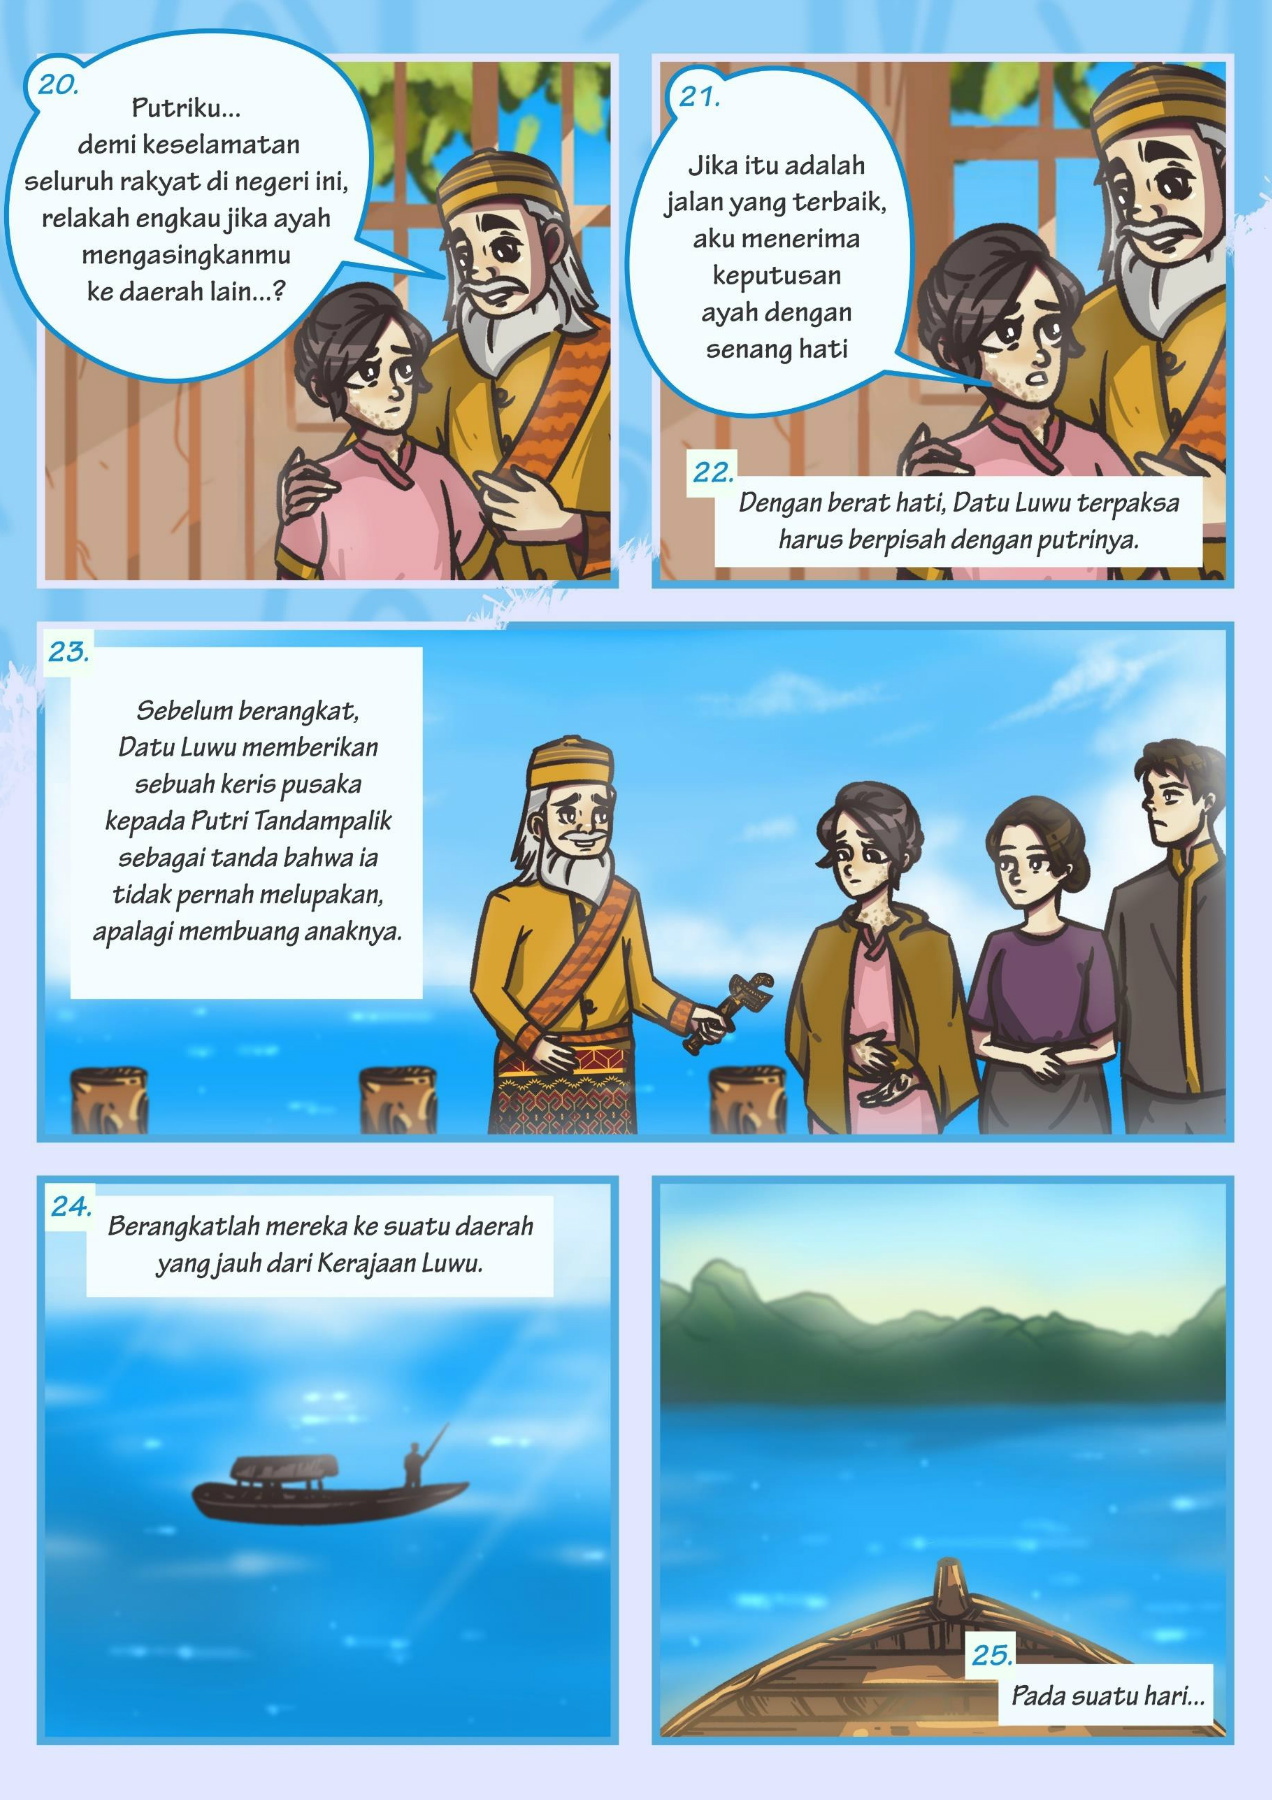 20.
Putriku...
demi keselamatan
seluruh rakyat di negeri ini,
relakah engkau jika ayah
mengasingkanmu
ke daerah lain...?
21.
Jika itu adalah
jalan yang terbaik,
aku menerima
keputusan
ayah dengan
senang hati
22.
Dengan berat hati, Datu Luwu terpaksa
harus berpisah dengan putrinya.
23.
Sebelum berangkat,
Datu Luwu memberikan
sebuah keris pusaka
kepada Putri Tandampalik
sebagai tanda bahwa ia
tidak pernah melupakan,
apalagi membuang anaknya.
24.
Berangkatlah mereka ke suatu daerah
yang jauh dari Kerajaan Luwu.
25.
Pada suatu hari...